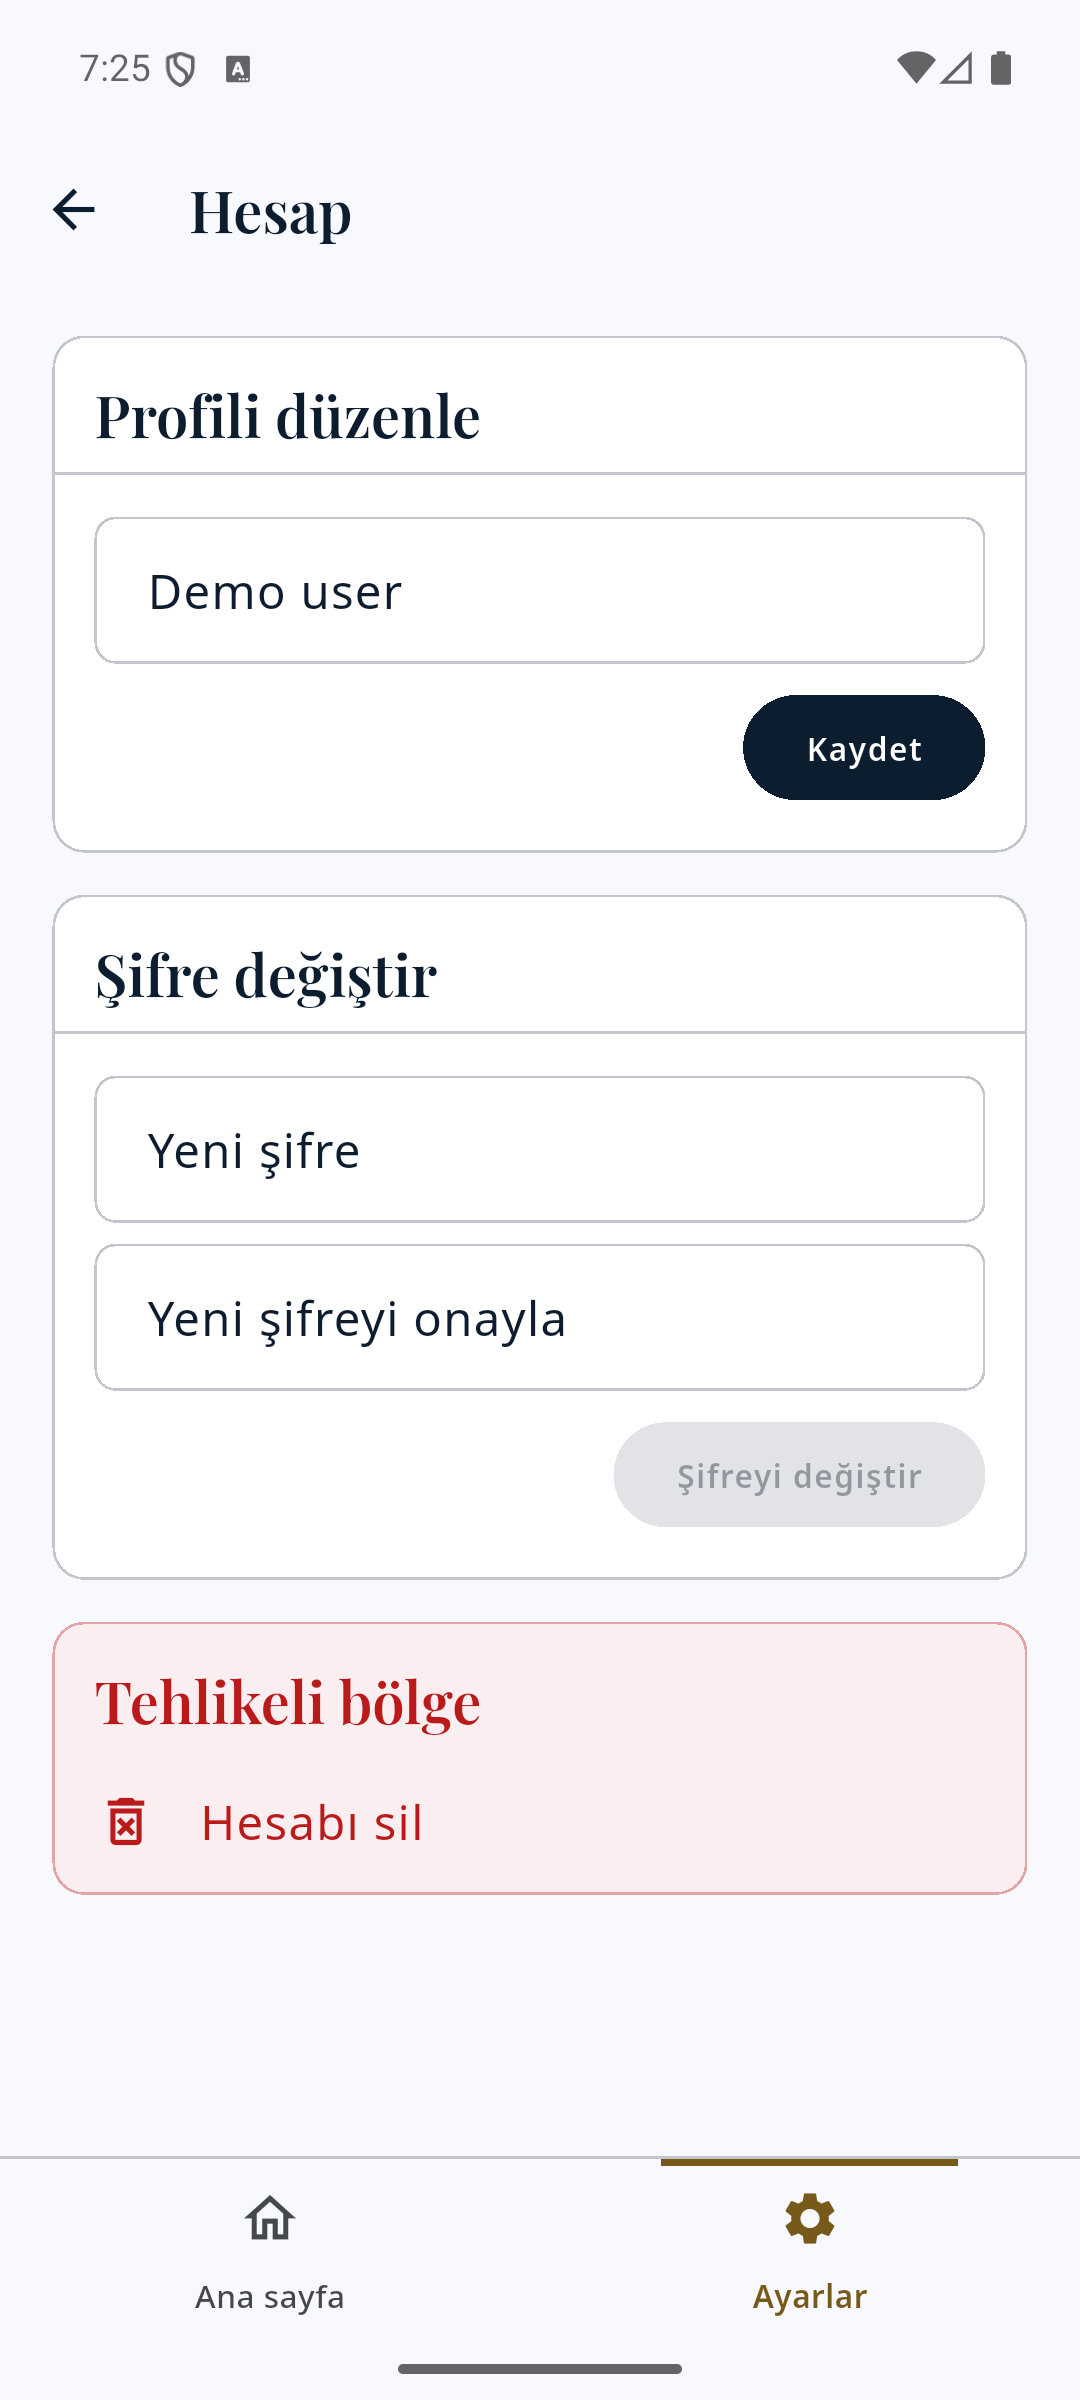 7:25
Hesap
Profili düzenle
Demo user
Kaydet
Şifre değiştir
Yeni şifre
Yeni şifreyi onayla
Şifreyi değiştir
Tehlikeli bölge
Hesabı sil
Ana sayfa
Ayarlar